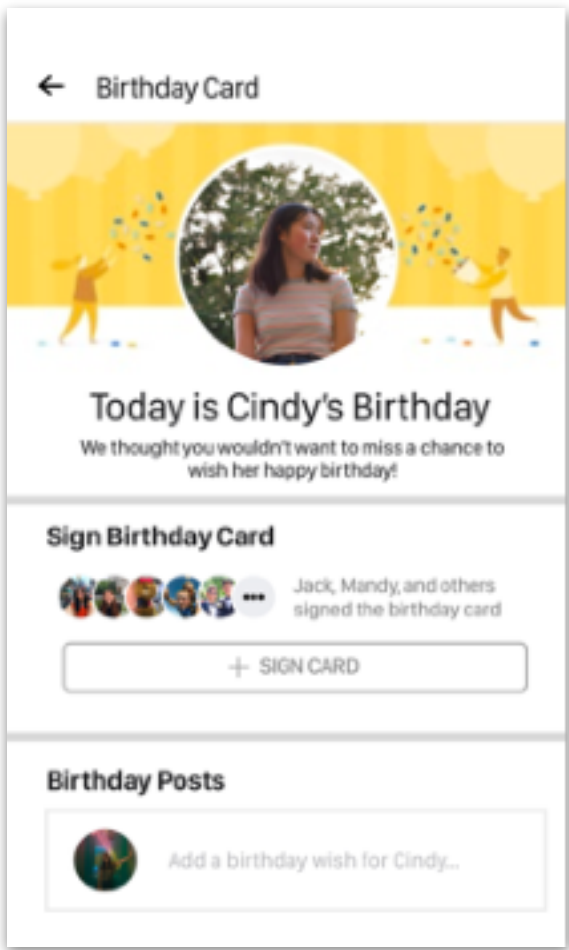 Birthday Card
Today is Cindy's Birthday
We thought you wouldn't want to miss a chance to
wish her happy birthday!
Sign Birthday Card
Jack, Mandy, and others
signed the birthday card
+ SIGN CARD
Birthday Posts
Add a birthday wish for Cindy...